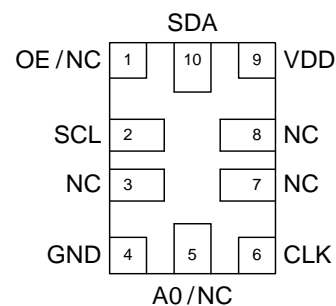 SDA
OE/NC 1 10 9 VDD
SCL 2 8 NC
NC 3 7 NC
GND 4 5 6 CLK
A0/NC